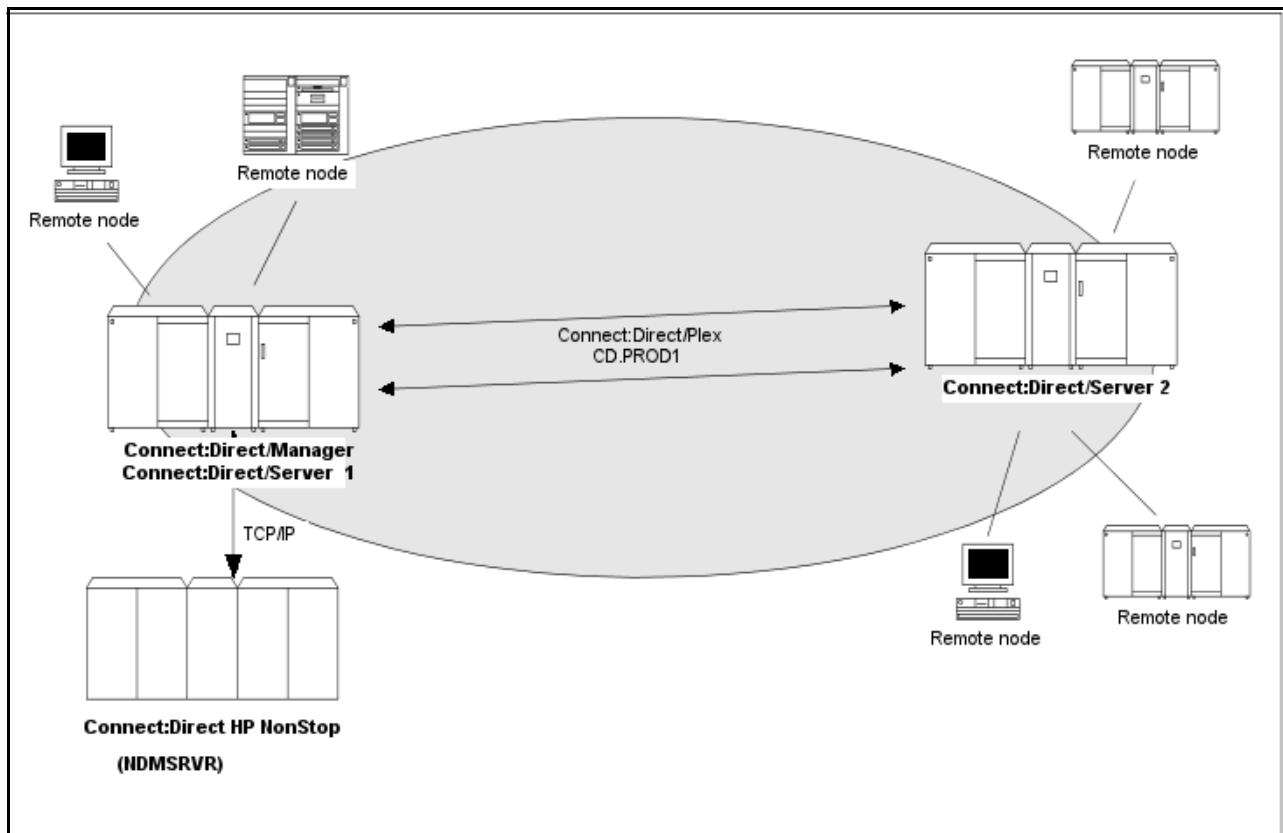 Remote node
Remote node
Remote node
Connect:Direct/Plex
CD.PROD1
Connect:Direct/Server 2
Connect:Direct/Manager
Connect:Direct/Server 1
TCP/IP
Remote node
Remote node
Connect:Direct HP NonStop
(NDMSRVR)